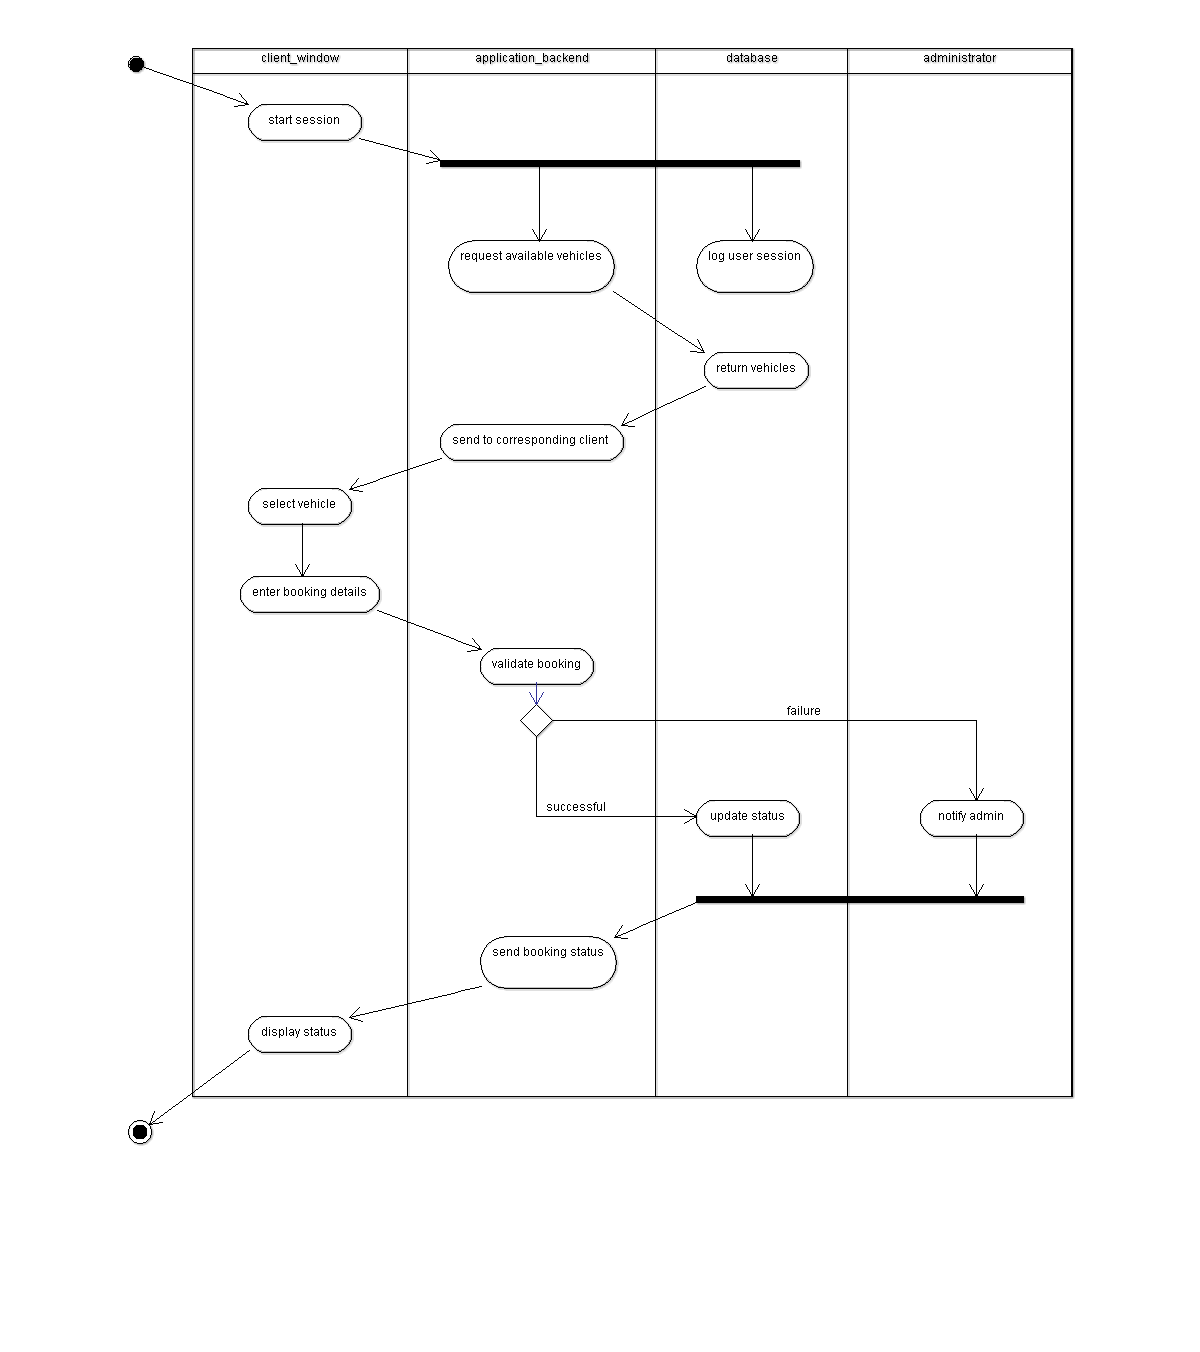 client_window
application_backend
database
administrator
start session
request available vehicles
log user session
return vehicles
send to corresponding client
select vehicle
enter booking details
validate booking
failure
successful
update status
notify admin
send booking status
display status